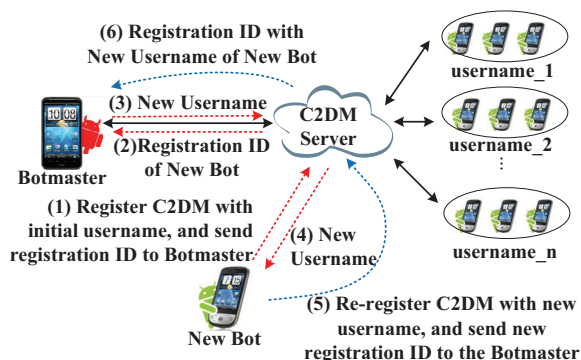 (6) Registration ID with
New Username of New Bot
(3) New Username
(2)Registration ID
of New Bot
Botmaster
C2DM
Server
username_1
username_2
⋮
username_n
(1) Register C2DM with
initial username, and send
registration ID to Botmaster
(4) New
Username
New Bot
(5) Re-register C2DM with new
username, and send new
registration ID to the Botmaster